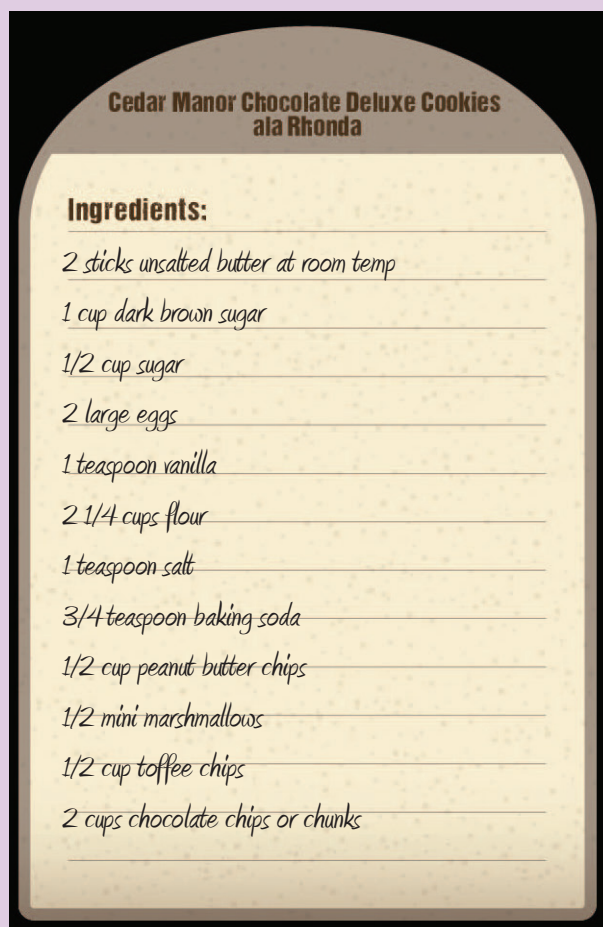 Cedar Manor Chocolate Deluxe Cookies
ala Rhonda
Ingredients:
2 sticks unsalted butter at room temp
1 cup dark brown sugar
1/2 cup sugar
2 large eggs
1 teaspoon vanilla
2 1/4 cups flour
1 teaspoon salt
3/4 teaspoon baking soda
1/2 cup peanut butter chips
1/2 mini marshmallows
1/2 cup toffee chips
2 cups chocolate chips or chunks